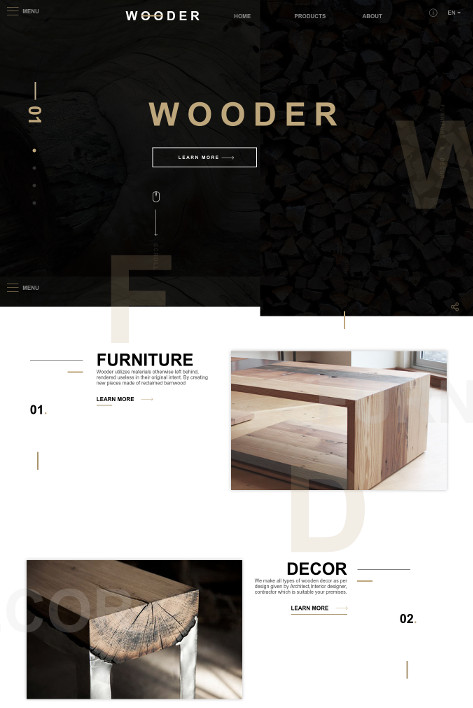 MENU
WOODER
HOME
PRODUCTS
ABOUT
EN
01
WOODER
LEARN MORE
W
MENU
F
FURNITURE
Wooder utilizes materials otherwise left behind,
rendered useless in their original intent. By creating
new pieces made of reclaimed barnwood
LEARN MORE
01.
D
DECOR
We make all types of wooden decor as per
design given by Architect,Interior designer,
contractor which is suitable your premises.
LEARN MORE
02.
COR